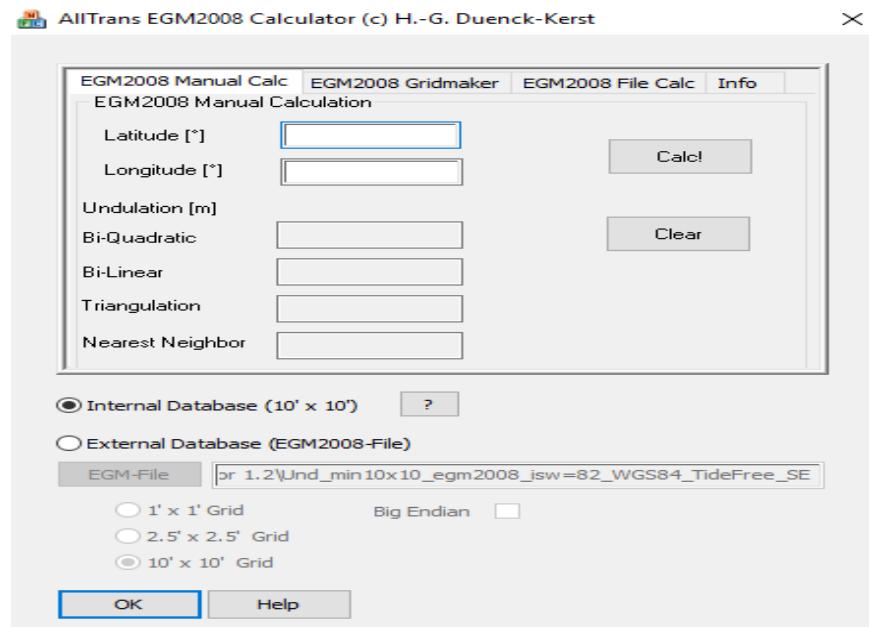 AllTrans EGM2008 Calculator (c) H.-G. Duenck-Kerst
EGM2008 Manual Calc EGM2008 Gridmaker EGM2008 File Calc Info
EGM2008 Manual Calculation
Latitude [°]
Calc!
Longitude [°]
Undulation [m]
Bi-Quadratic
Clear
Bi-Linear
Triangulation
Nearest Neighbor
Internal Database (10' x 10') ?
External Database (EGM2008-File)
EGM-File or 1.2\Und_min10x10_egm2008_isw=82_WGS84_TideFree_SE
1' x 1' Grid Big Endian
2.5' x 2.5' Grid
10' x 10' Grid
OK Help